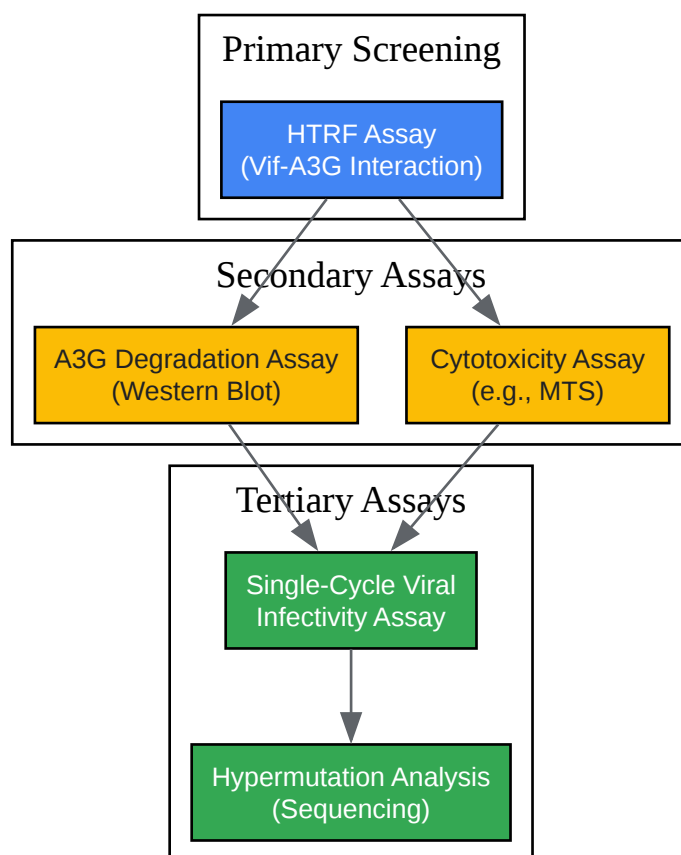 Primary Screening
HTRF Assay
(Vif-A3G Interaction)
Secondary Assays
A3G Degradation Assay
(Western Blot)
Cytotoxicity Assay
(e.g., MTS)
Tertiary Assays
Single-Cycle Viral
Infectivity Assay
Hypermutation Analysis
(Sequencing)